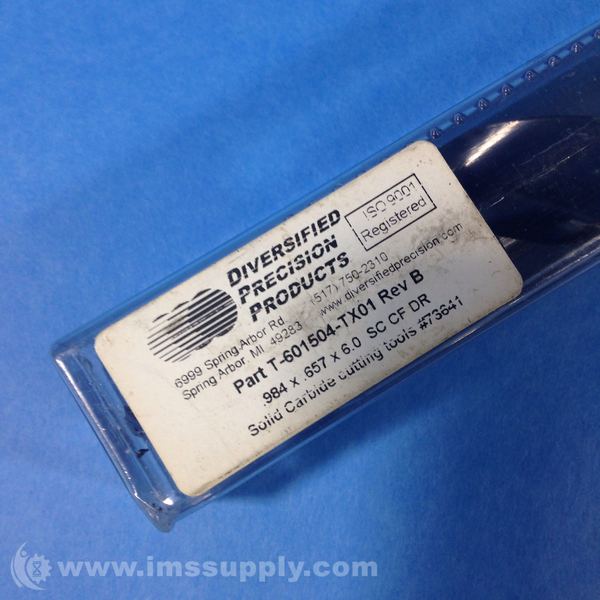 DIVERSIFIED
PRECISION
PRODUCTS
ISO 9001
Registered
6999 Spring Arbor Rd. (517) 750-2310
Spring Arbor, MI. 49283 www.diversifiedprecision.com
Part T-601504-TX01 Rev B
.984 x .657 x 6.0 SC CF DR
Solid Carbide cutting tools #73641
www.imssupply.com